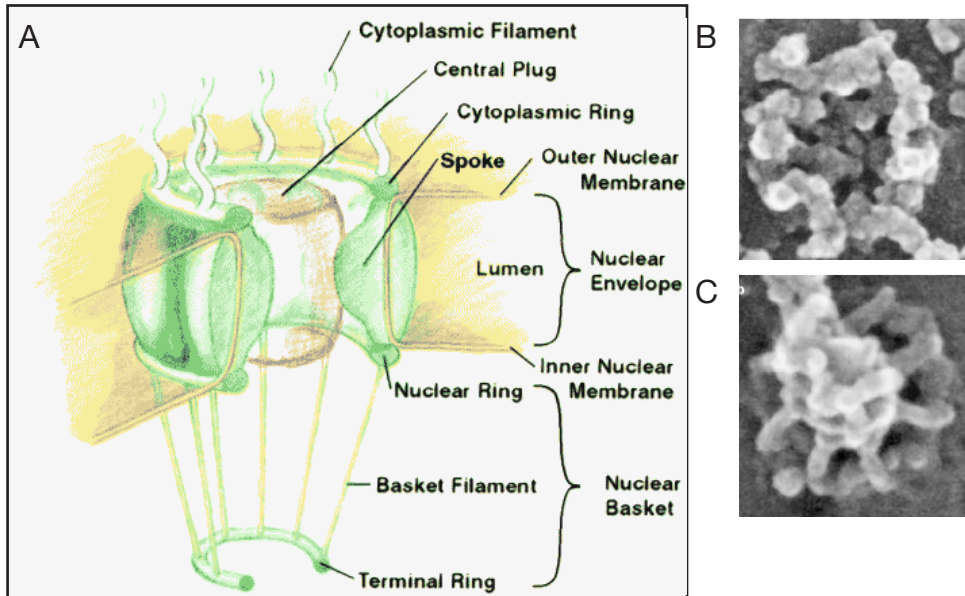 A
Cytoplasmic Filament
Central Plug
Cytoplasmic Ring
Spoke
Outer Nuclear
Membrane
Lumen
Nuclear
Envelope
Inner Nuclear
Membrane
Nuclear Ring
Basket Filament
Nuclear
Basket
Terminal Ring
B
C